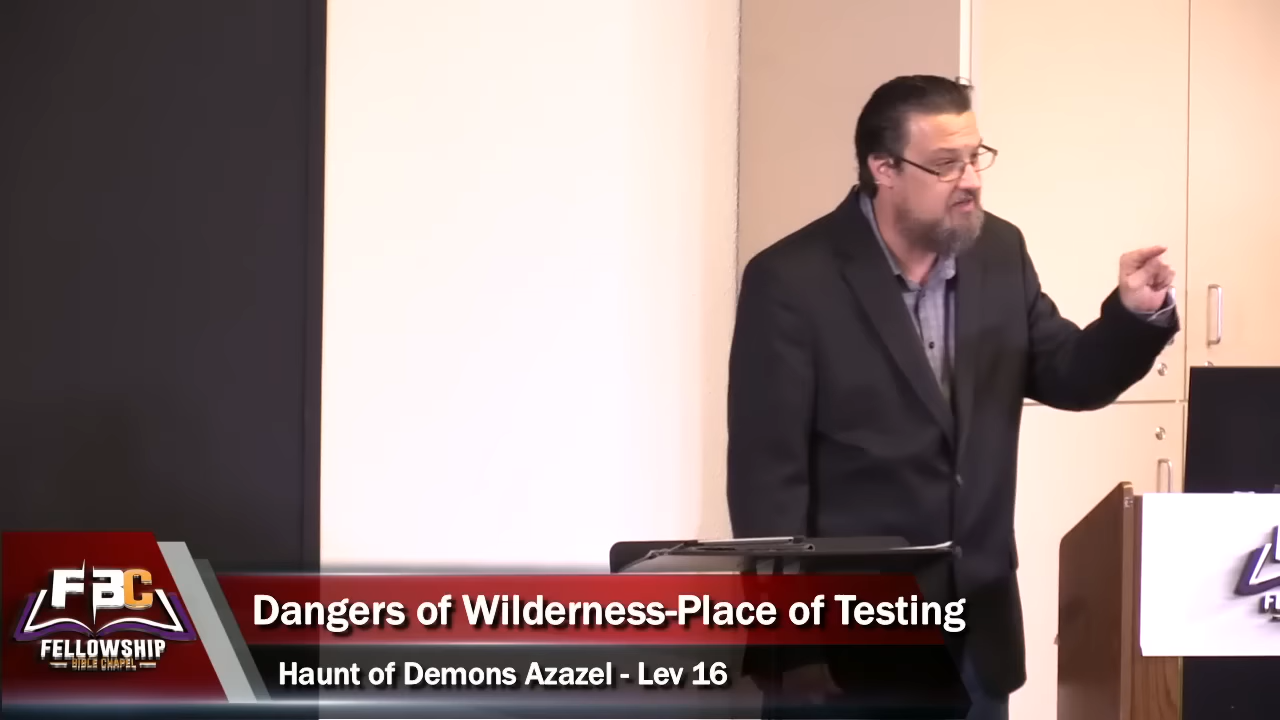 FBC
FELLOWSHIP
BIBLE CHAPEL
Dangers of Wilderness-Place of Testing
Haunt of Demons Azazel - Lev 16